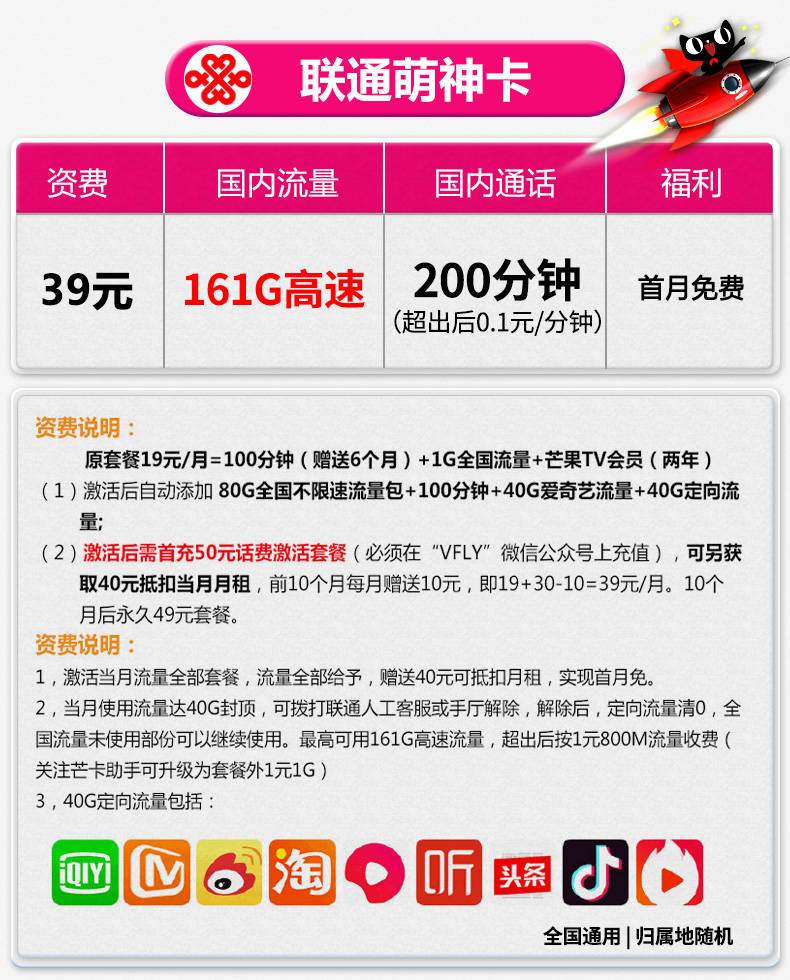 联通萌神卡
资费 国内流量 国内通话 福利
39元 161G高速 200分钟 首月免费
（超出后0.1元/分钟）
资费说明：
原套餐19元/月=100分钟（赠送6个月）+1G全国流量+芒果TV会员（两年）
（1）激活后自动添加 80G全国不限速流量包+100分钟+40G爱奇艺流量+40G定向流
量;
（2）激活后需首充50元话费激活套餐（必须在“VFLY”微信公众号上充值），可另获
取40元抵扣当月月租，前10个月每月赠送10元，即19+30-10=39元/月。10个
月后永久49元套餐。
资费说明：
1，激活当月流量全部套餐，流量全部给予，赠送40元可抵扣月租，实现首月免。
2，当月使用流量达40G封顶，可拨打联通人工客服或手厅解除，解除后，定向流量清0，全
国流量未使用部份可以继续使用。最高可用161G高速流量，超出后按1元800M流量收费（
关注芒卡助手可升级为套餐外1元1G）
3，40G定向流量包括：
iQIYI 淘 听 头条
全国通用|归属地随机